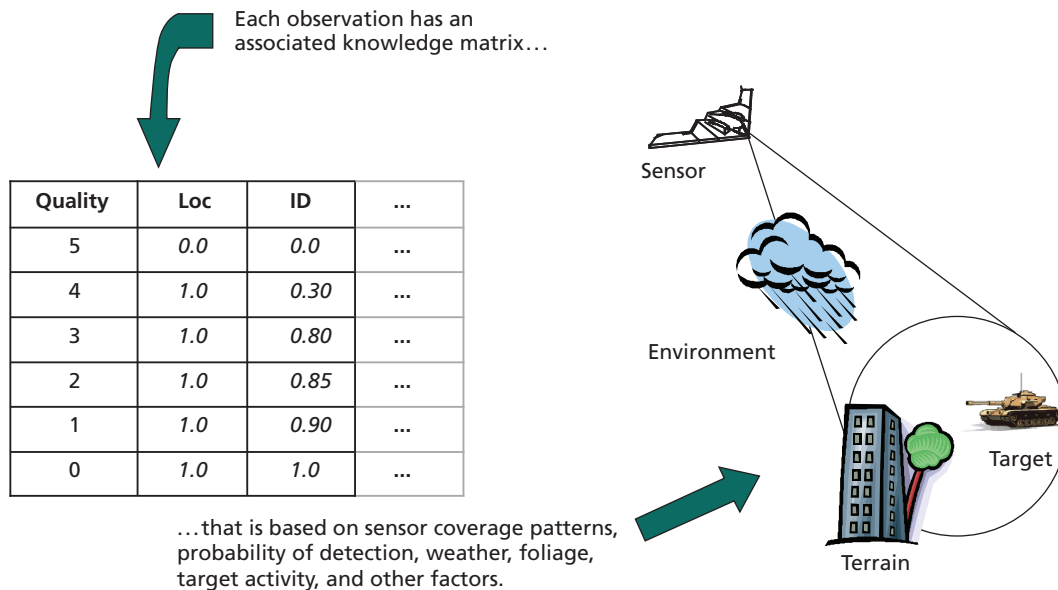 Each observation has an
associated knowledge matrix…
Sensor
Quality Loc ID ...
5 0.0 0.0 ...
4 1.0 0.30 ...
3 1.0 0.80 ...
2 1.0 0.85 ...
1 1.0 0.90 ...
0 1.0 1.0 ...
Environment
Target
Terrain
…that is based on sensor coverage patterns,
probability of detection, weather, foliage,
target activity, and other factors.